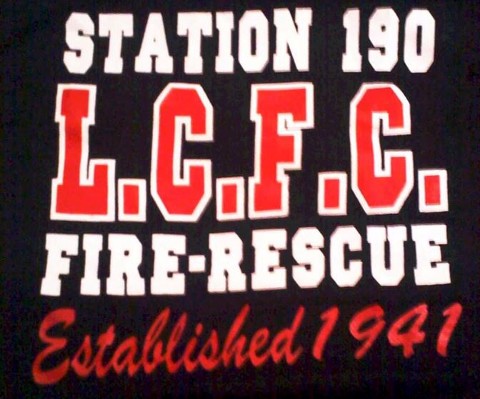 STATION 190
L.C.F.C.
FIRE-RESCUE
Established 1941